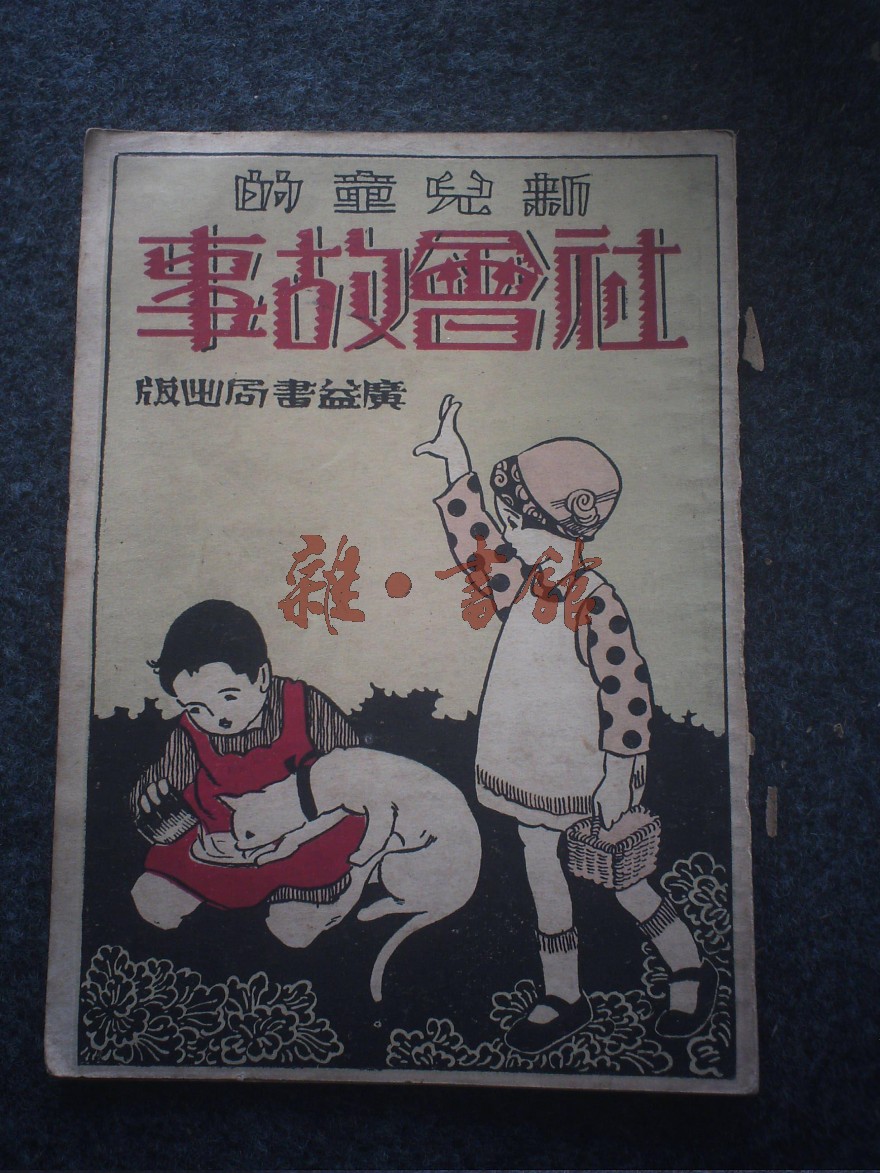 新兒童的
社會故事
廣益書局出版
雜·書館